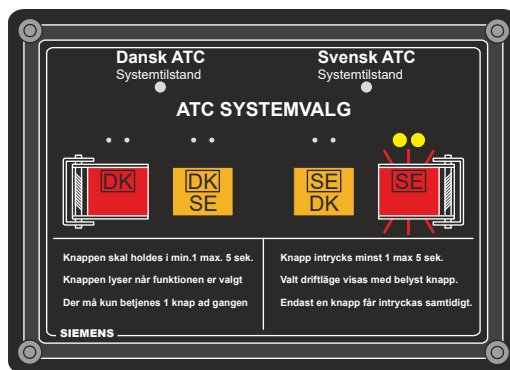 Dansk ATC
Systemtilstand
Svensk ATC
Systemtilstand
ATC SYSTEMVALG
DK
DK
SE
SE
DK
SE
Knappen skal holdes i min.1 max. 5 sek.
Knappen lyser når funktionen er valgt
Der må kun betjenes 1 knap ad gangen
Knapp intrycks minst 1 max 5 sek.
Valt driftläge visas med belyst knapp.
Endast en knapp får intryckas samtidigt.
SIEMENS